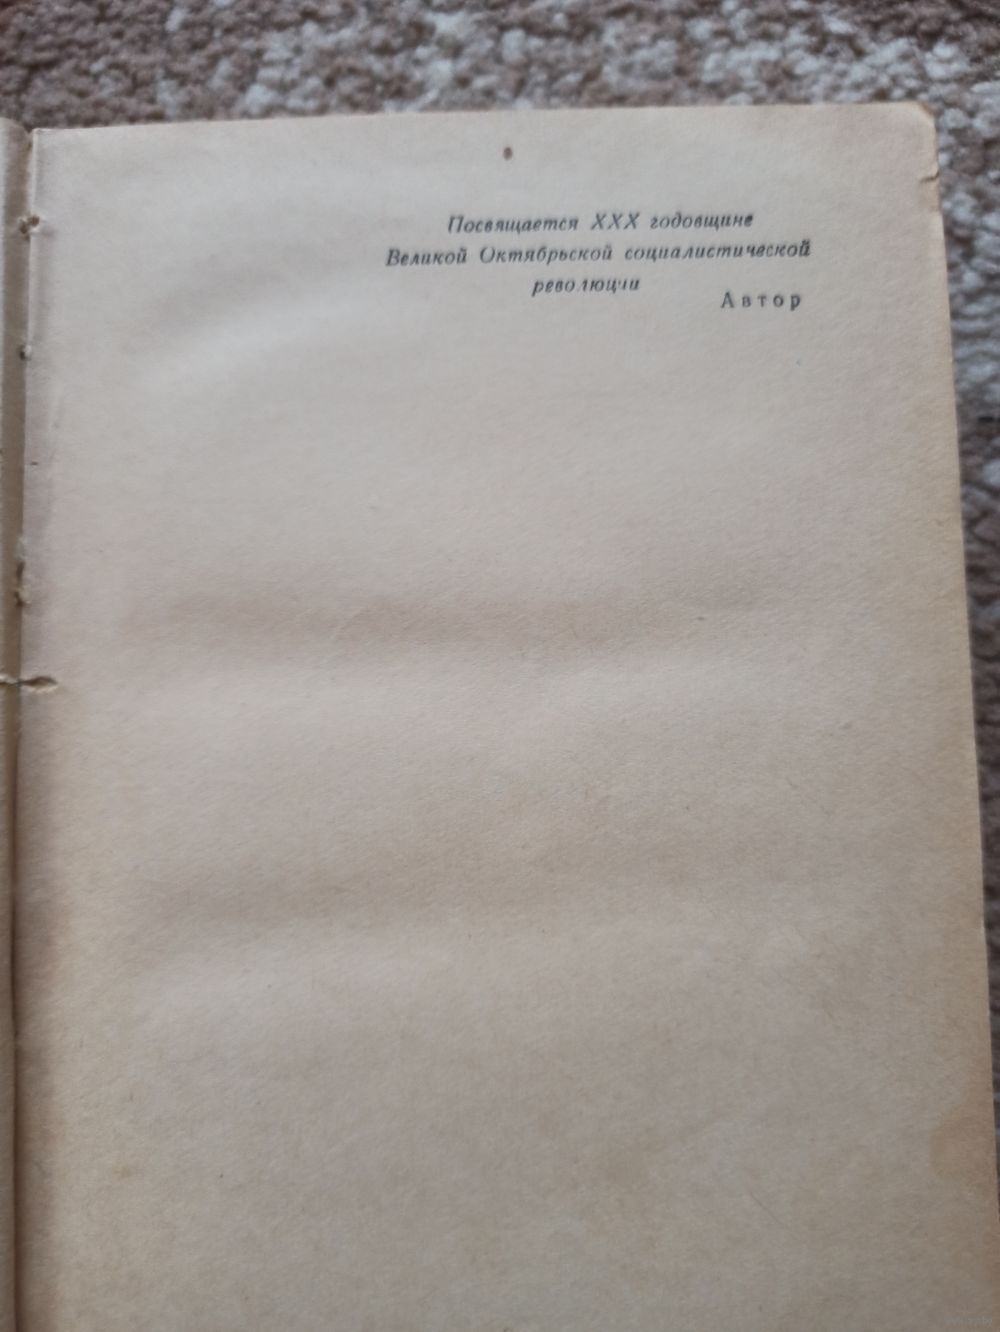 Посвящается XXX годовщине
Великой Октябрьской социалистической
революции
Автор